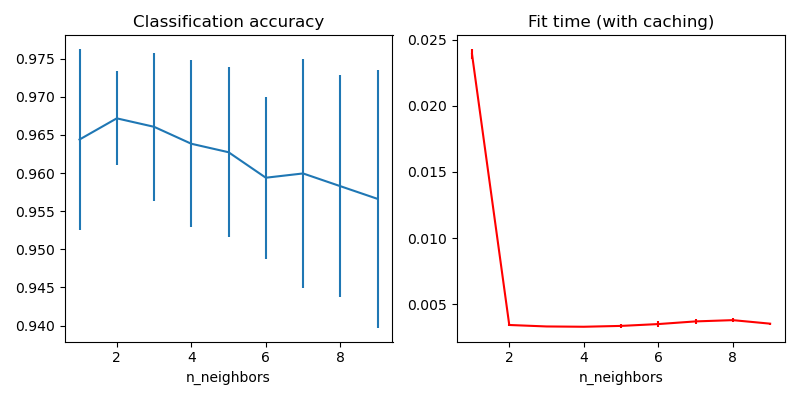 Classification accuracy
0.975
0.970
0.965
0.960
0.955
0.950
0.945
0.940
2 4 6 8
n_neighbors
Fit time (with caching)
0.025
0.020
0.015
0.010
0.005
2 4 6 8
n_neighbors